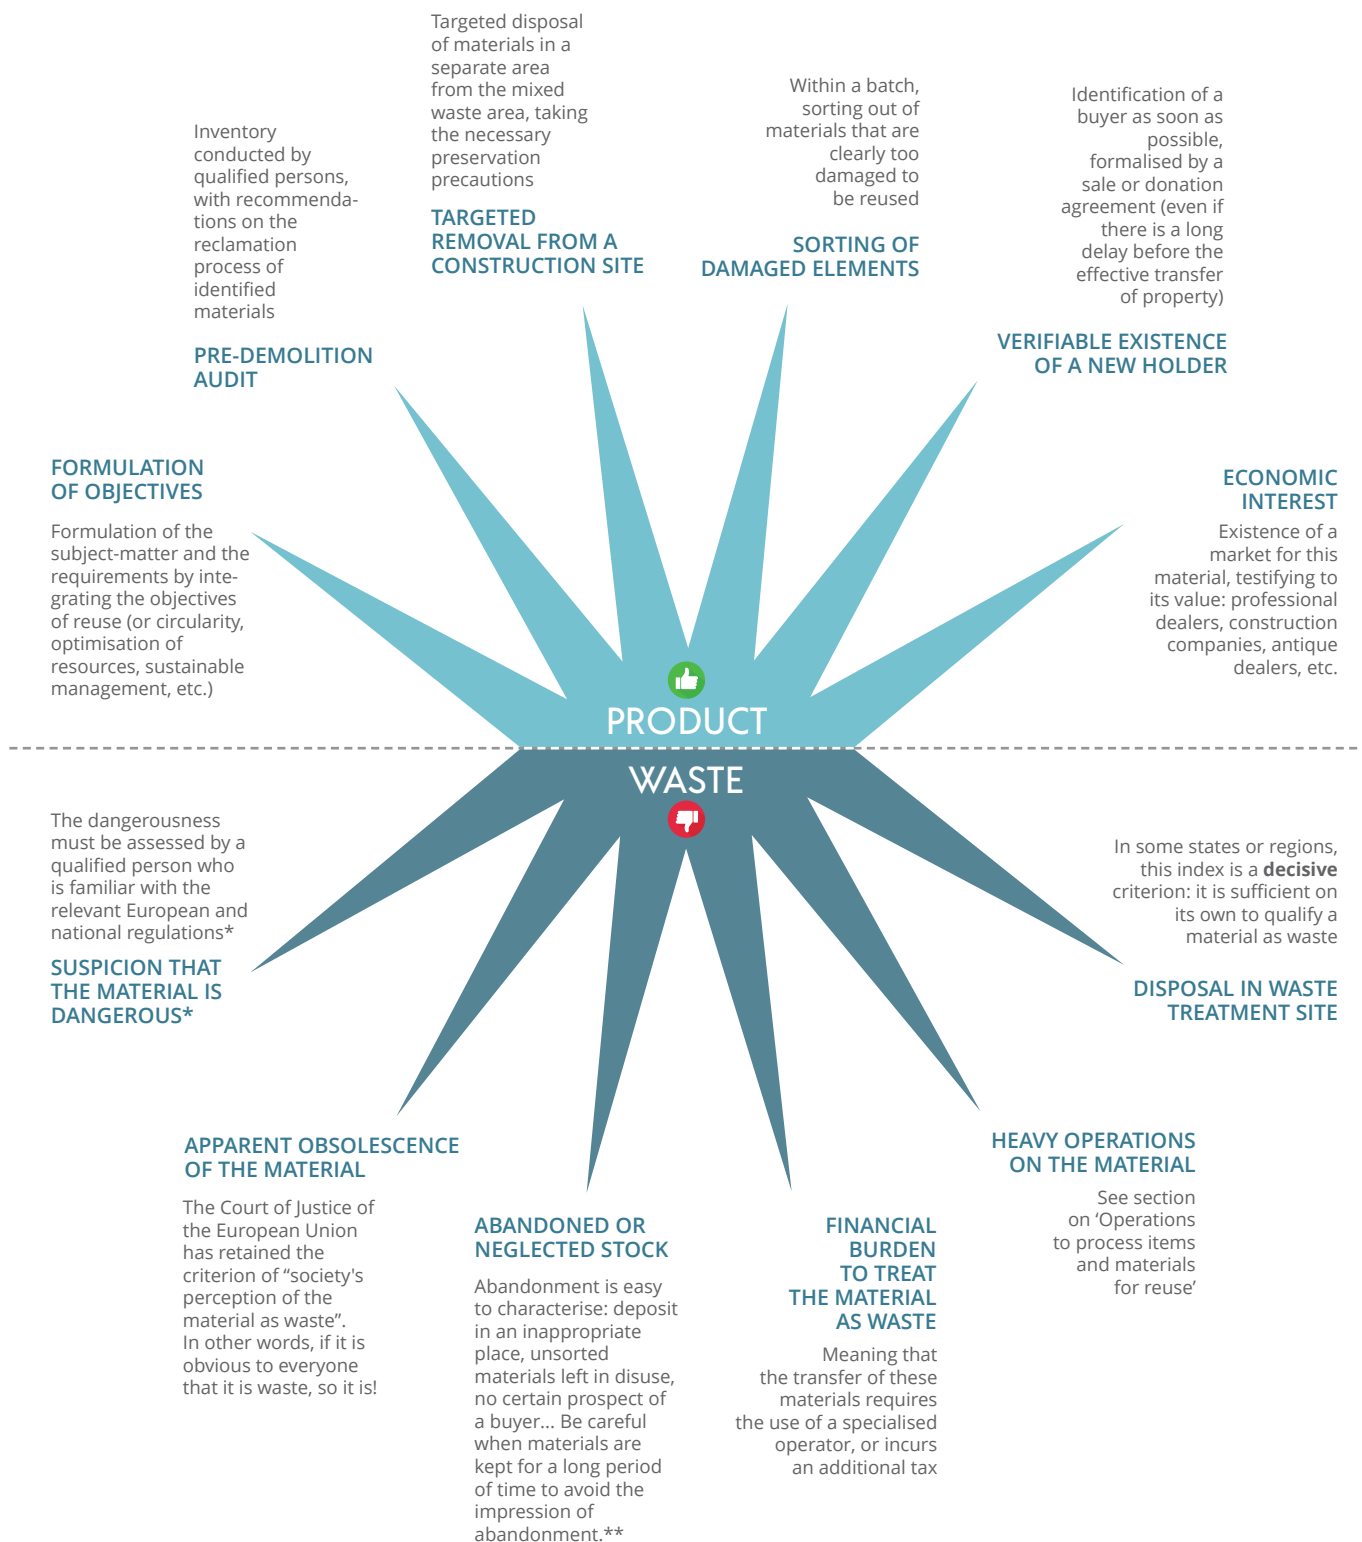 Targeted disposal
of materials in a
separate area
from the mixed
waste area, taking
the necessary
preservation
precautions
TARGETED
REMOVAL FROM A
CONSTRUCTION SITE
Within a batch,
sorting out of
materials that are
clearly too
damaged to
be reused
SORTING OF
DAMAGED ELEMENTS
Identification of a
buyer as soon as
possible,
formalised by a
sale or donation
agreement (even if
there is a long
delay before the
effective transfer
of property)
VERIFIABLE EXISTENCE
OF A NEW HOLDER
Inventory
conducted by
qualified persons,
with recommenda-
tions on the
reclamation
process of
identified
materials
PRE-DEMOLITION
AUDIT
FORMULATION
OF OBJECTIVES
Formulation of the
subject-matter and the
requirements by inte-
grating the objectives
of reuse (or circularity,
optimisation of
resources, sustainable
management, etc.)
ECONOMIC
INTEREST
Existence of a
market for this
material, testifying to
its value: professional
dealers, construction
companies, antique
dealers, etc.
PRODUCT
WASTE
The dangerousness
must be assessed by a
qualified person who
is familiar with the
relevant European and
national regulations*
SUSPICION THAT
THE MATERIAL IS
DANGEROUS*
In some states or regions,
this index is a decisive
criterion: it is sufficient on
its own to qualify a
material as waste
DISPOSAL IN WASTE
TREATMENT SITE
APPARENT OBSOLESCENCE
OF THE MATERIAL
The Court of Justice of
the European Union
has retained the
criterion of “society's
perception of the
material as waste”.
In other words, if it is
obvious to everyone
that it is waste, so it is!
ABANDONED OR
NEGLECTED STOCK
Abandonment is easy
to characterise: deposit
in an inappropriate
place, unsorted
materials left in disuse,
no certain prospect of
a buyer... Be careful
when materials are
kept for a long period
of time to avoid the
impression of
abandonment.**
FINANCIAL
BURDEN
TO TREAT
THE MATERIAL
AS WASTE
Meaning that
the transfer of these
materials requires
the use of a specialised
operator, or incurs
an additional tax
HEAVY OPERATIONS
ON THE MATERIAL
See section
on ‘Operations
to process items
and materials
for reuse’